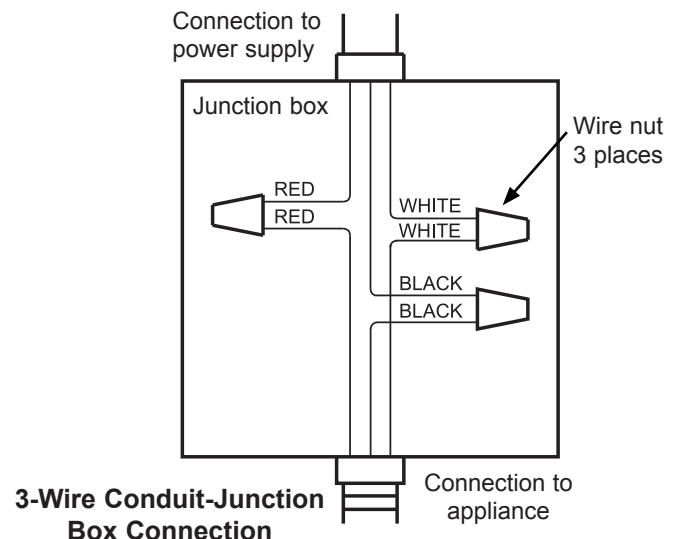 Connection to
power supply
Junction box
Wire nut
3 places
RED
RED
WHITE
WHITE
BLACK
BLACK
3-Wire Conduit-Junction
Box Connection
Connection to
appliance